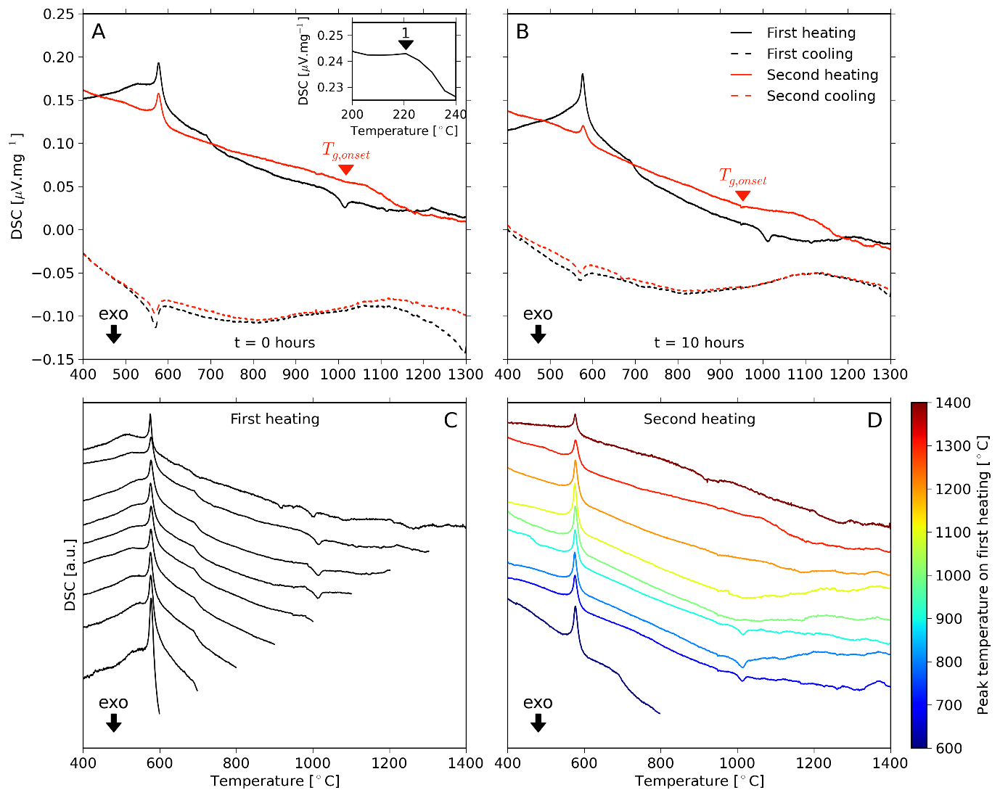 A
0.25
0.20
0.15
0.10
0.05
0.00
−0.05
−0.10
−0.15
DSC [μV.mg⁻¹]
DSC [μV.mg⁻¹]
0.25
0.24
0.23
1
200 220 240
Temperature [°C]
T_{g,onset}
exo
t = 0 hours
400 500 600 700 800 900 1000 1100 1200 1300
B
First heating
First cooling
Second heating
Second cooling
T_{g,onset}
exo
t = 10 hours
400 500 600 700 800 900 1000 1100 1200 1300
First heating
C
DSC [a.u.]
exo
400 600 800 1000 1200 1400
Temperature [°C]
Second heating
D
exo
400 600 800 1000 1200 1400
Temperature [°C]
1400
1300
1200
1100
1000
900
800
700
600
Peak temperature on first heating [°C]